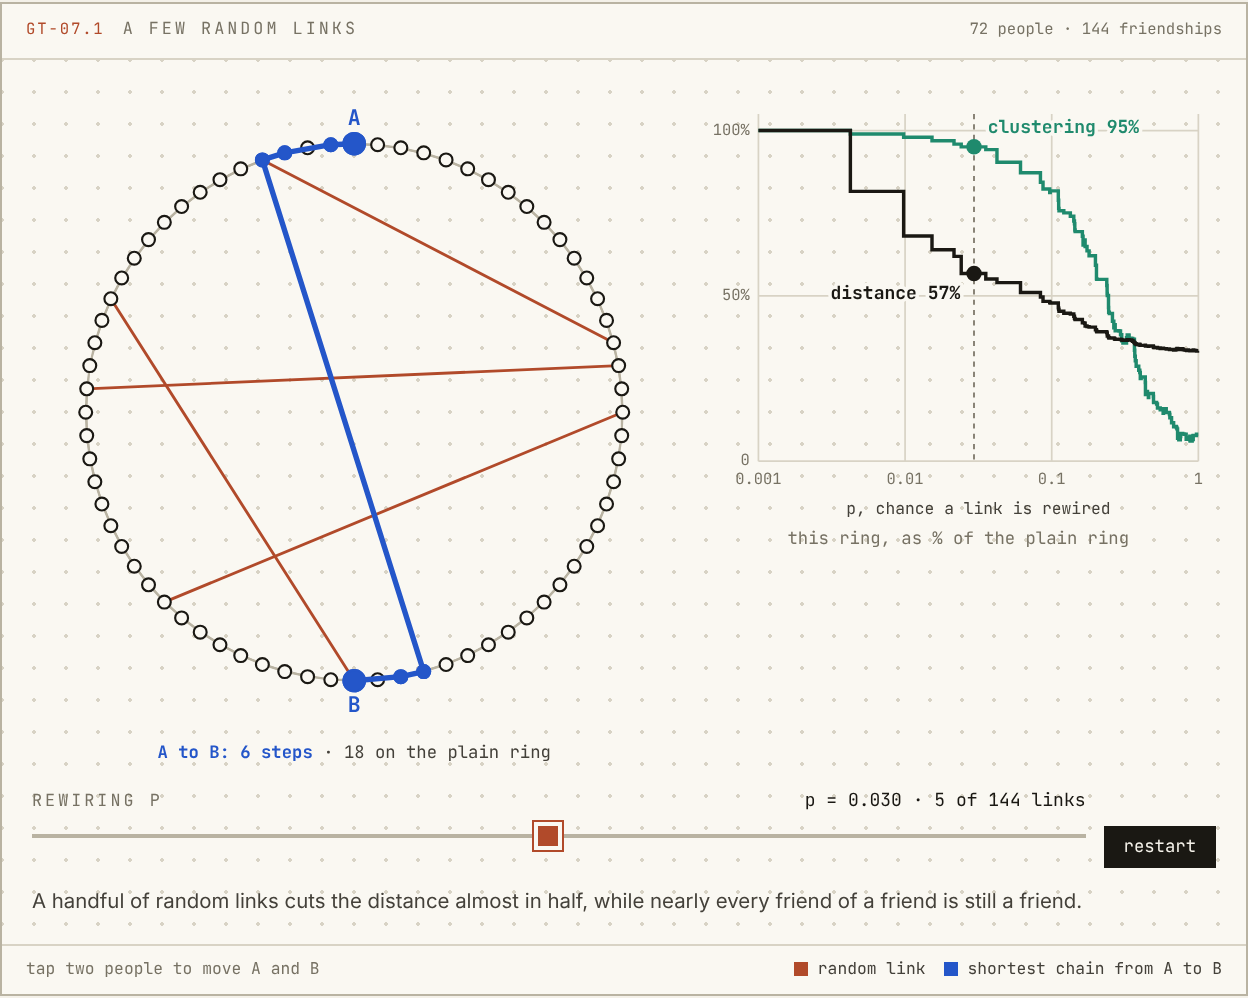 GT-07.1 A FEW RANDOM LINKS
72 people · 144 friendships
A
B
A to B: 6 steps · 18 on the plain ring
100%
50%
0
clustering 95%
distance 57%
0.001 0.01 0.1 1
p, chance a link is rewired
this ring, as % of the plain ring
REWIRING P
p = 0.030 · 5 of 144 links
restart
A handful of random links cuts the distance almost in half, while nearly every friend of a friend is still a friend.
tap two people to move A and B
random link
shortest chain from A to B